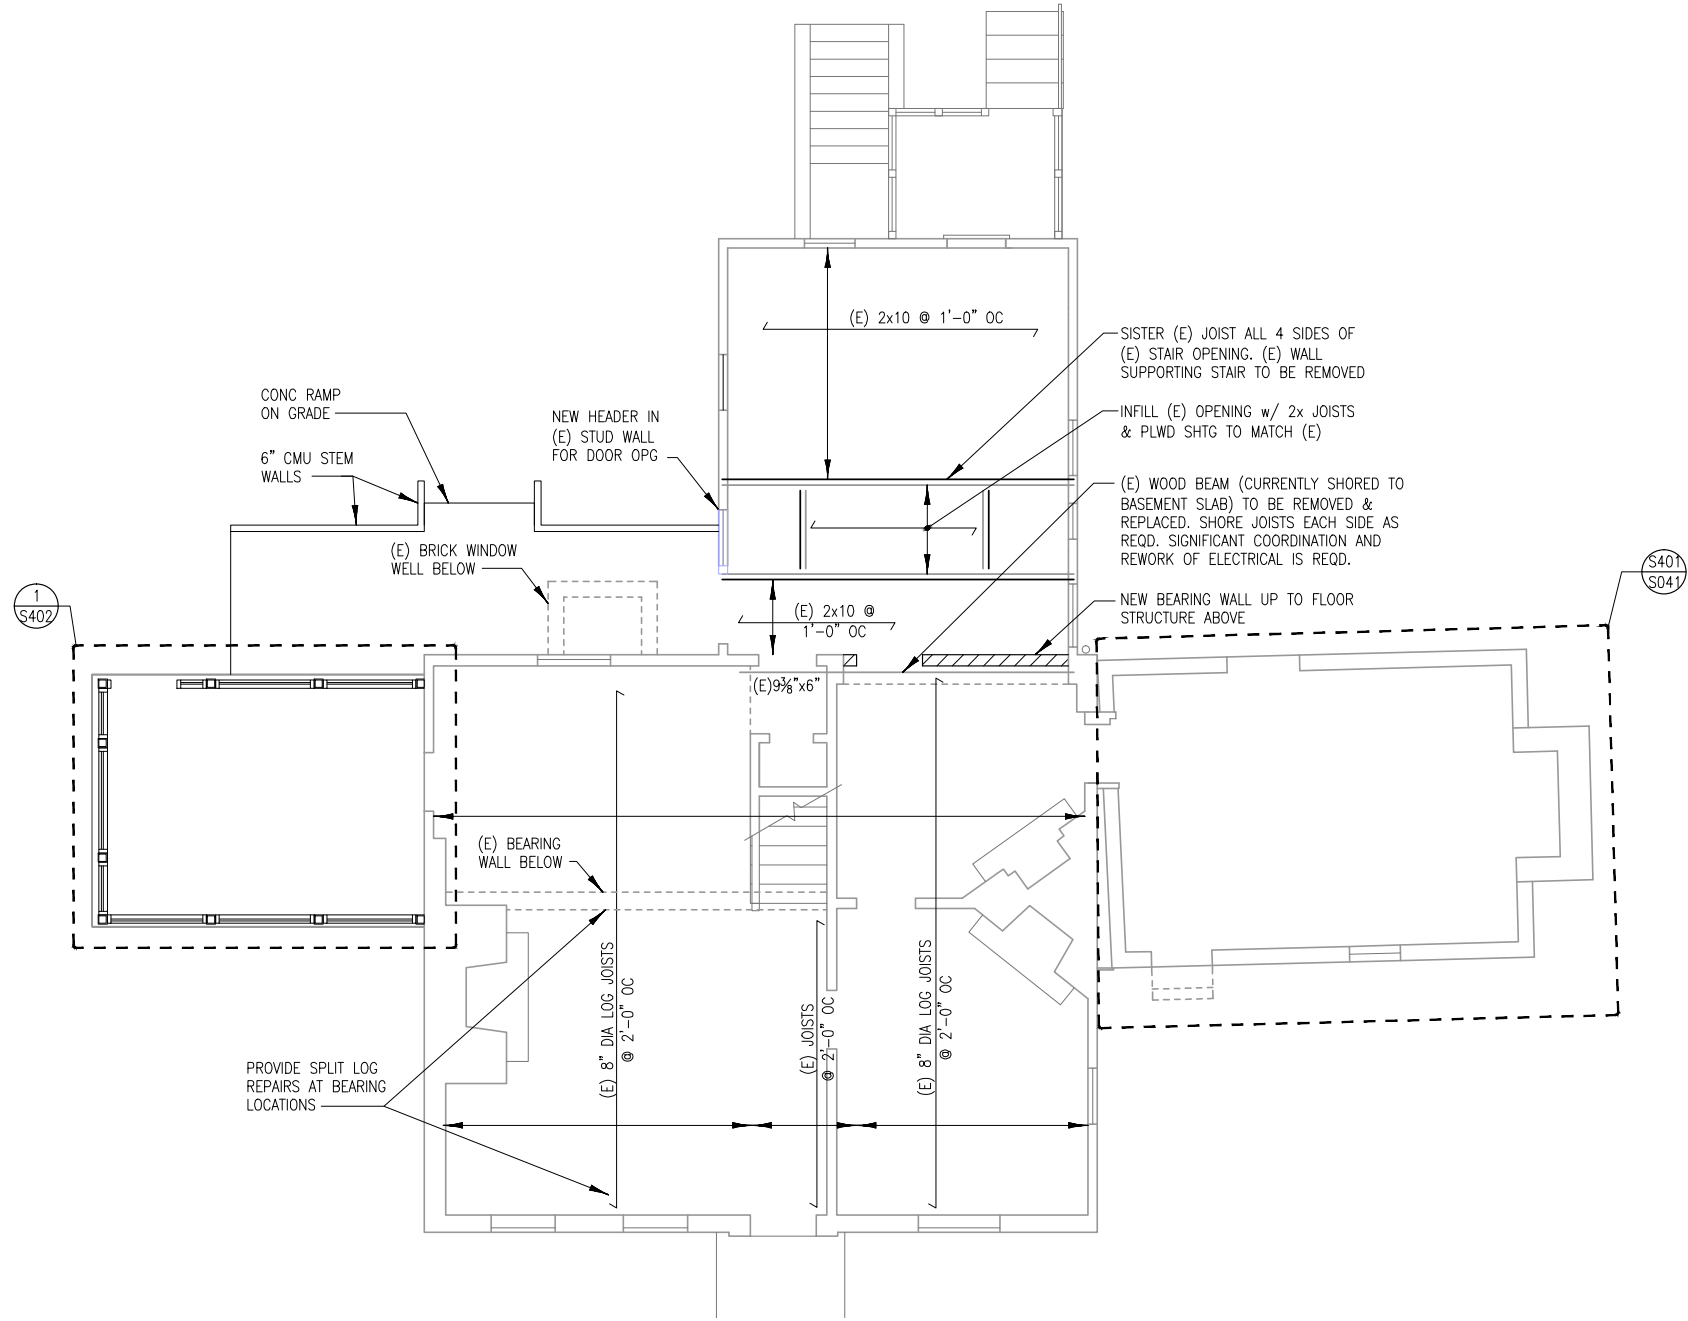 (E) 2x10 @ 1'-0" OC
SISTER (E) JOIST ALL 4 SIDES OF
(E) STAIR OPENING. (E) WALL
SUPPORTING STAIR TO BE REMOVED
CONC RAMP
ON GRADE
NEW HEADER IN
(E) STUD WALL
FOR DOOR OPG
INFILL (E) OPENING w/ 2x JOISTS
& PLWD SHTG TO MATCH (E)
6" CMU STEM
WALLS
(E) WOOD BEAM (CURRENTLY SHORED TO
BASEMENT SLAB) TO BE REMOVED &
REPLACED. SHORE JOISTS EACH SIDE AS
REQD. SIGNIFICANT COORDINATION AND
REWORK OF ELECTRICAL IS REQD.
(E) BRICK WINDOW
WELL BELOW
S401
S041
1
S402
(E) 2x10 @
1'-0" OC
NEW BEARING WALL UP TO FLOOR
STRUCTURE ABOVE
(E)9⅜"x6"
(E) BEARING
WALL BELOW
(E) 8" DIA LOG JOISTS
@ 2'-0" OC
(E) JOISTS
@ 2'-0" OC
(E) 8" DIA LOG JOISTS
@ 2'-0" OC
PROVIDE SPLIT LOG
REPAIRS AT BEARING
LOCATIONS